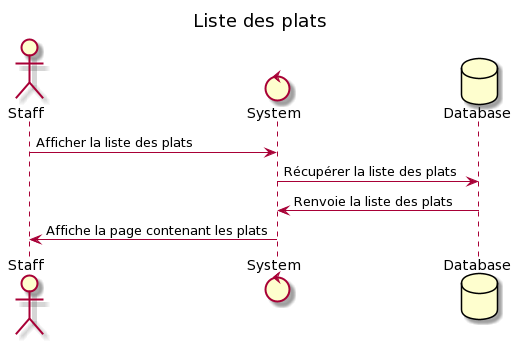 Liste des plats
Staff
System
Database
Afficher la liste des plats
Récupérer la liste des plats
Renvoie la liste des plats
Affiche la page contenant les plats
Staff
System
Database